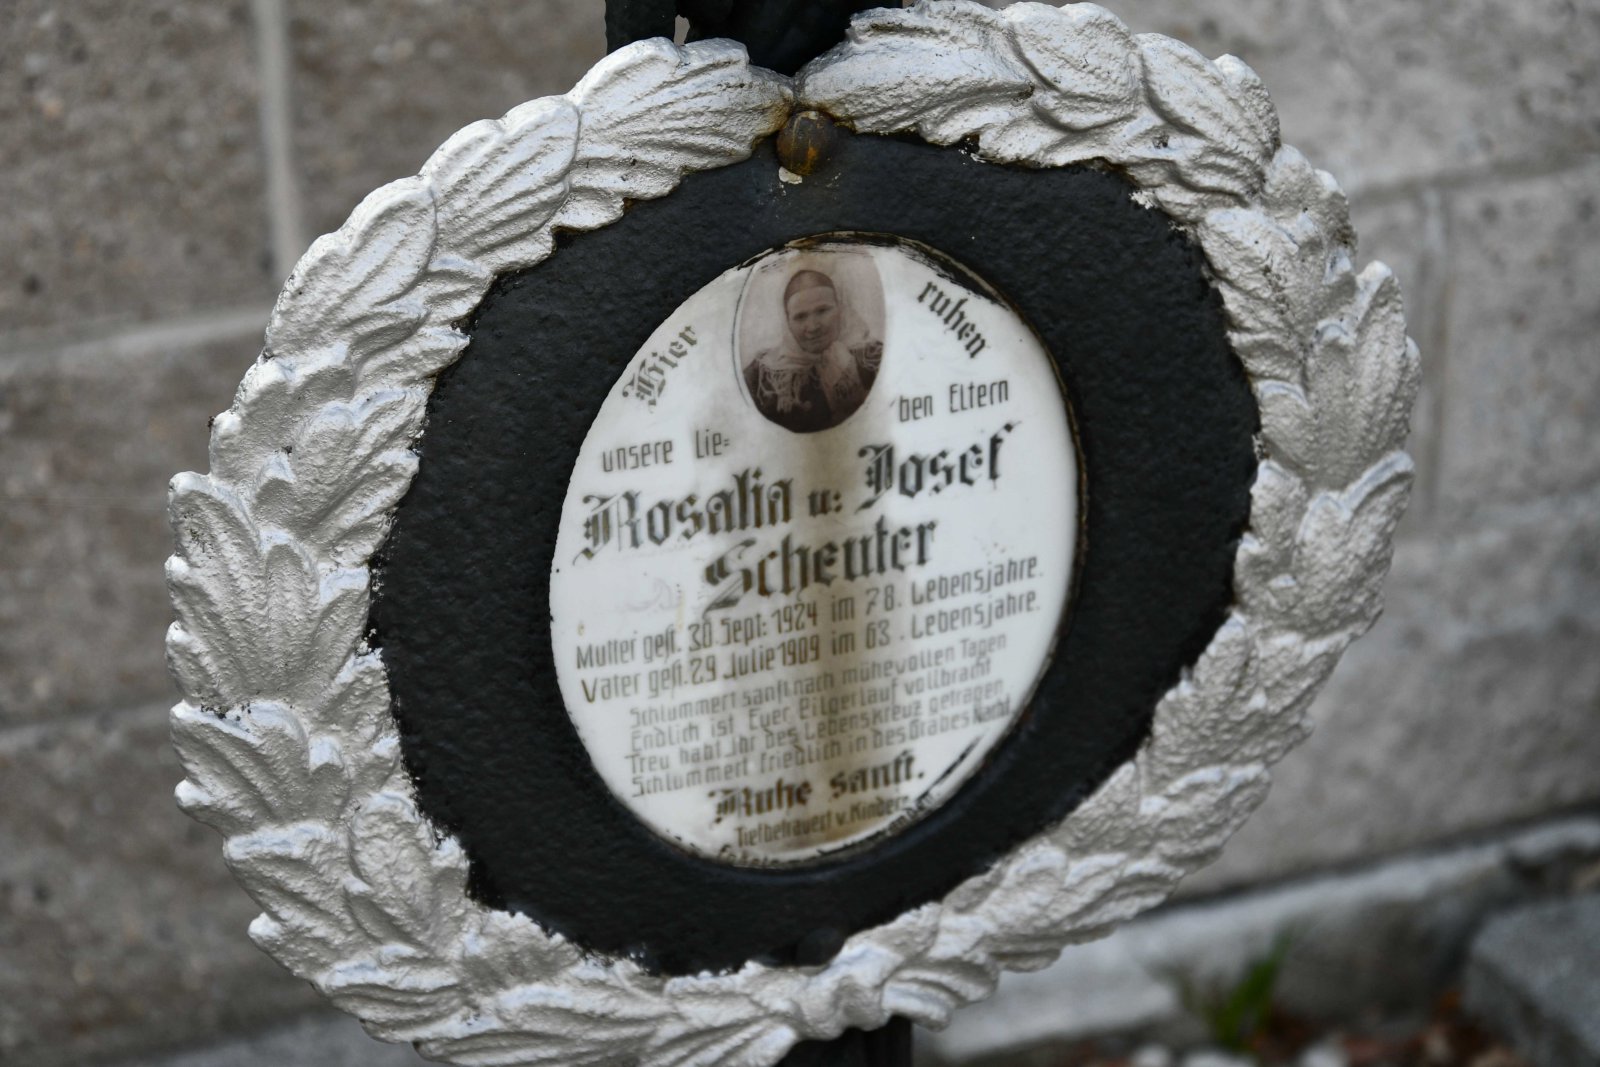 Hier ruhen
unsere Lie= ben Eltern
Rosalia u: Josef
Scheuter
Mutter gest. 30. Sept: 1924 im 78. Lebensjahre.
Vater gest. 29. Julie 1909 im 63. Lebensjahre.
Schlummert sanft nach mühevollen Tagen
Endlich ist Euer Pilgerlauf vollbracht
Treu habt Ihr des Lebenskreuz getragen
Schlummert friedlich in des Grabes Nacht.
Ruhe sanft.
Tiefbetrauert v. Kindern